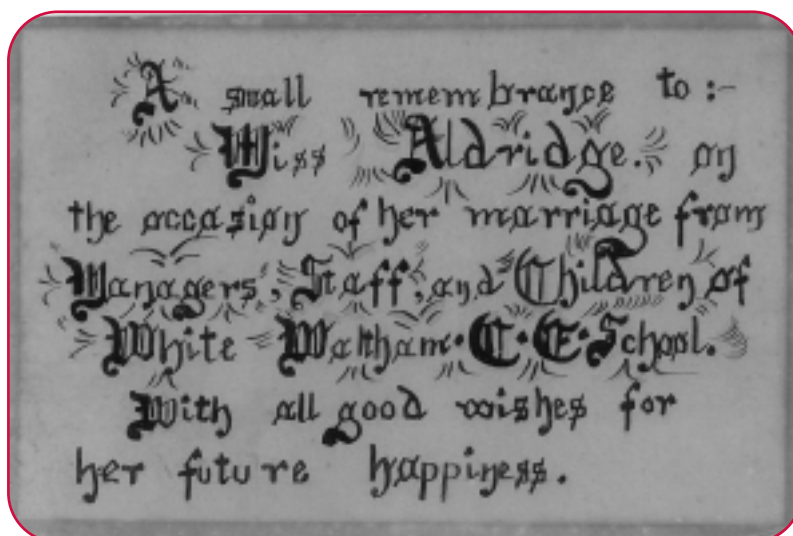 A small remembrance to :-
Miss Aldridge. on
the occasion of her marriage from
Managers, Staff, and Children of
White Waltham. C. E. School.
With all good wishes for
her future happiness.